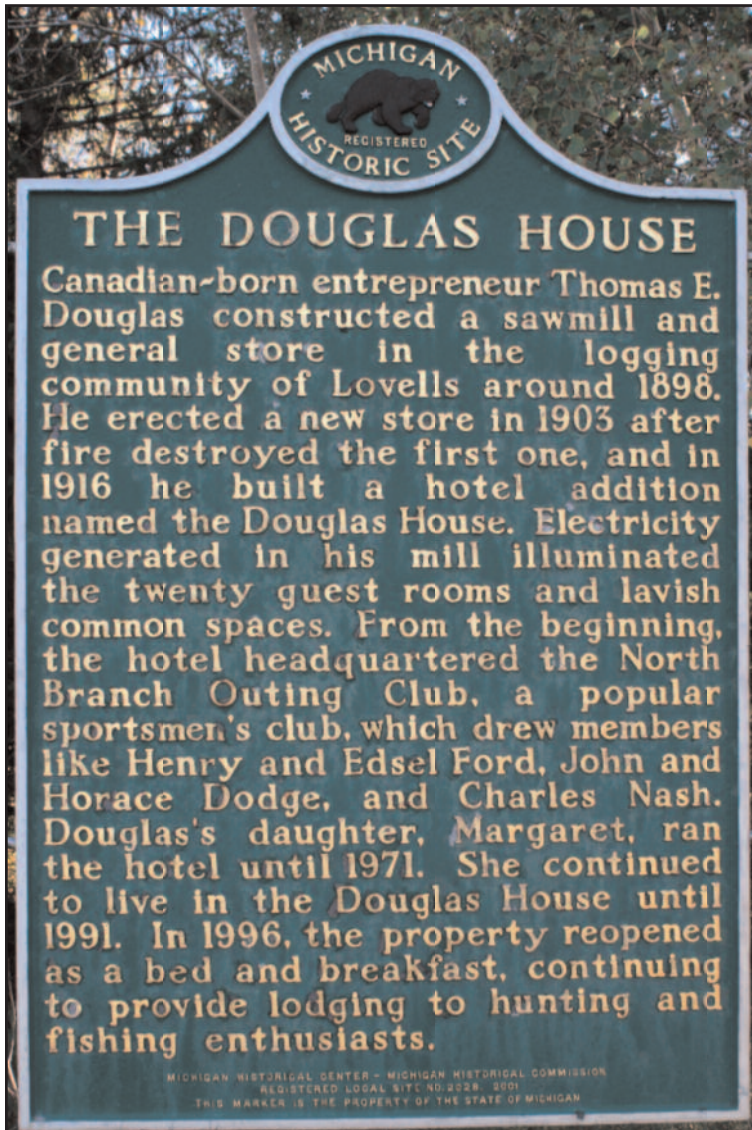 MICHIGAN
REGISTERED
HISTORIC SITE
THE DOUGLAS HOUSE
Canadian-born entrepreneur Thomas E.
Douglas constructed a sawmill and
general store in the logging
community of Lovells around 1898.
He erected a new store in 1903 after
fire destroyed the first one, and in
1916 he built a hotel addition
named the Douglas House. Electricity
generated in his mill illuminated
the twenty guest rooms and lavish
common spaces. From the beginning,
the hotel headquartered the North
Branch Outing Club, a popular
sportsmen's club, which drew members
like Henry and Edsel Ford, John and
Horace Dodge, and Charles Nash.
Douglas's daughter, Margaret, ran
the hotel until 1971. She continued
to live in the Douglas House until
1991. In 1996, the property reopened
as a bed and breakfast, continuing
to provide lodging to hunting and
fishing enthusiasts.
MICHIGAN HISTORICAL CENTER - MICHIGAN HISTORICAL COMMISSION
REGISTERED LOCAL SITE NO. 2028, 2001
THIS MARKER IS THE PROPERTY OF THE STATE OF MICHIGAN